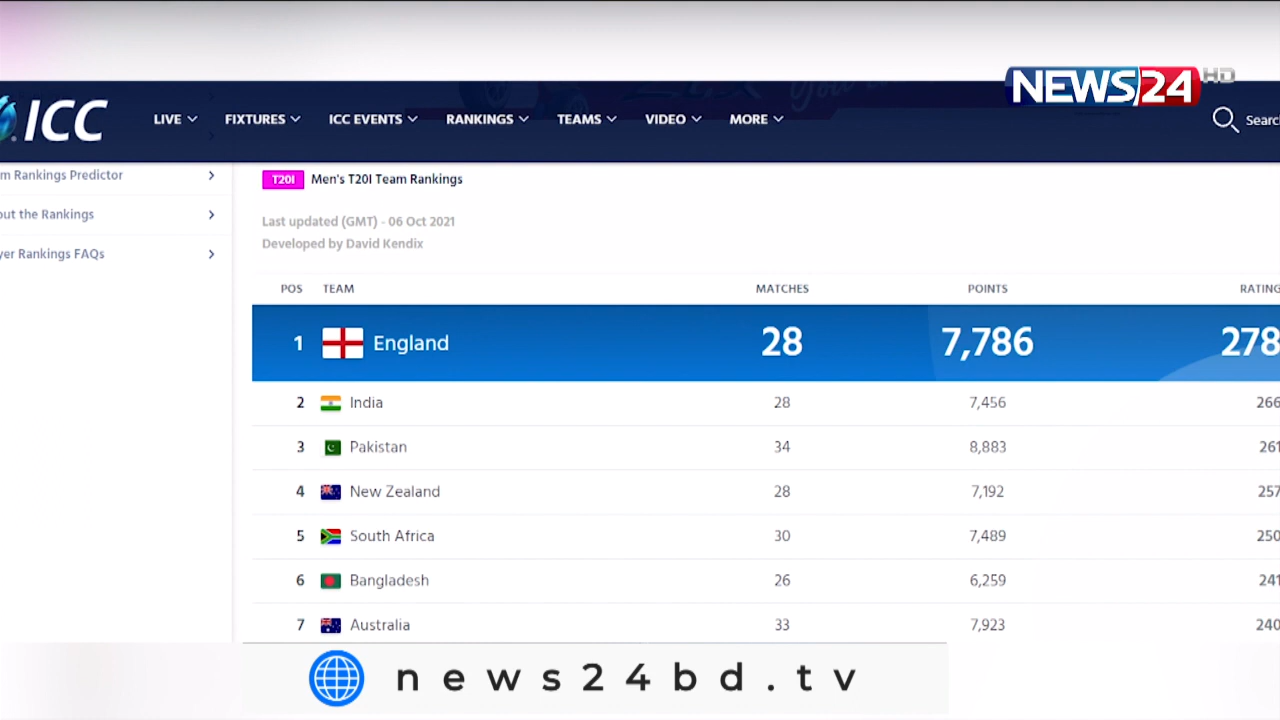 NEWS24 HD
ICC LIVE FIXTURES ICC EVENTS RANKINGS TEAMS VIDEO MORE Searc
m Rankings Predictor
T20I Men's T20I Team Rankings
out the Rankings
Last updated (GMT) - 06 Oct 2021
Developed by David Kendix
yer Rankings FAQs
POS TEAM MATCHES POINTS RATING
1 England 28 7,786 278
2 India 28 7,456 266
3 Pakistan 34 8,883 261
4 New Zealand 28 7,192 257
5 South Africa 30 7,489 250
6 Bangladesh 26 6,259 241
7 Australia 33 7,923 240
news24bd.tv